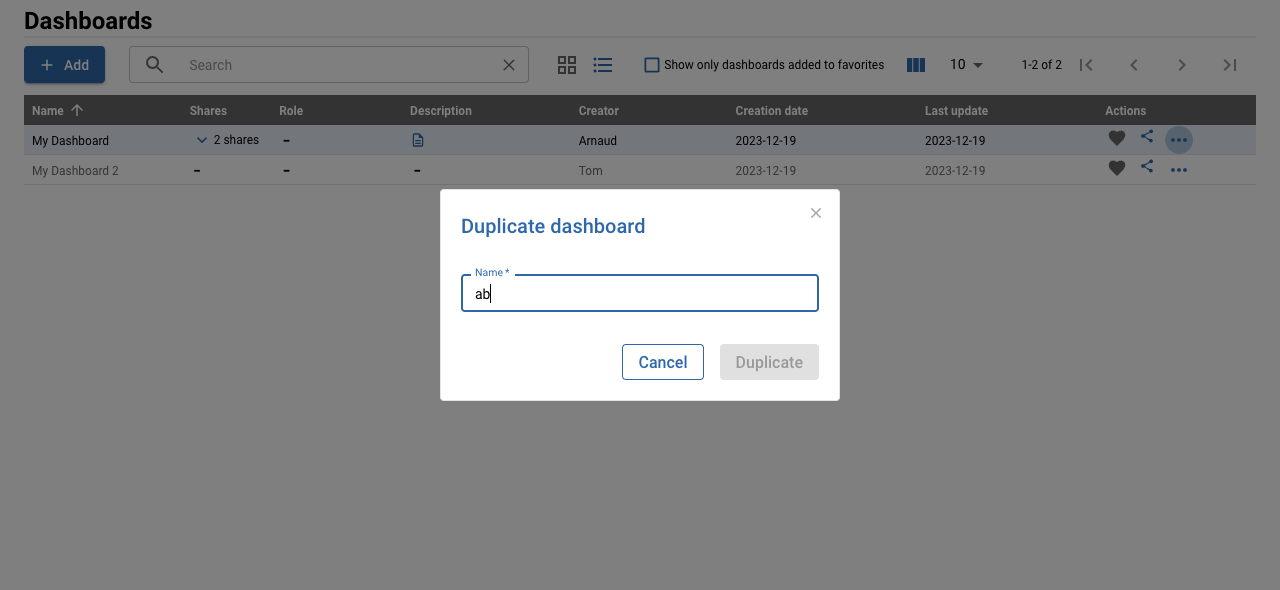 Dashboards
Add
Search
Show only dashboards added to favorites
10
1-2 of 2
Name Shares Role Description Creator Creation date Last update Actions
My Dashboard 2 shares – Arnaud 2023-12-19 2023-12-19
My Dashboard 2 – – – Tom 2023-12-19 2023-12-19
Duplicate dashboard
Name *
ab
Cancel
Duplicate